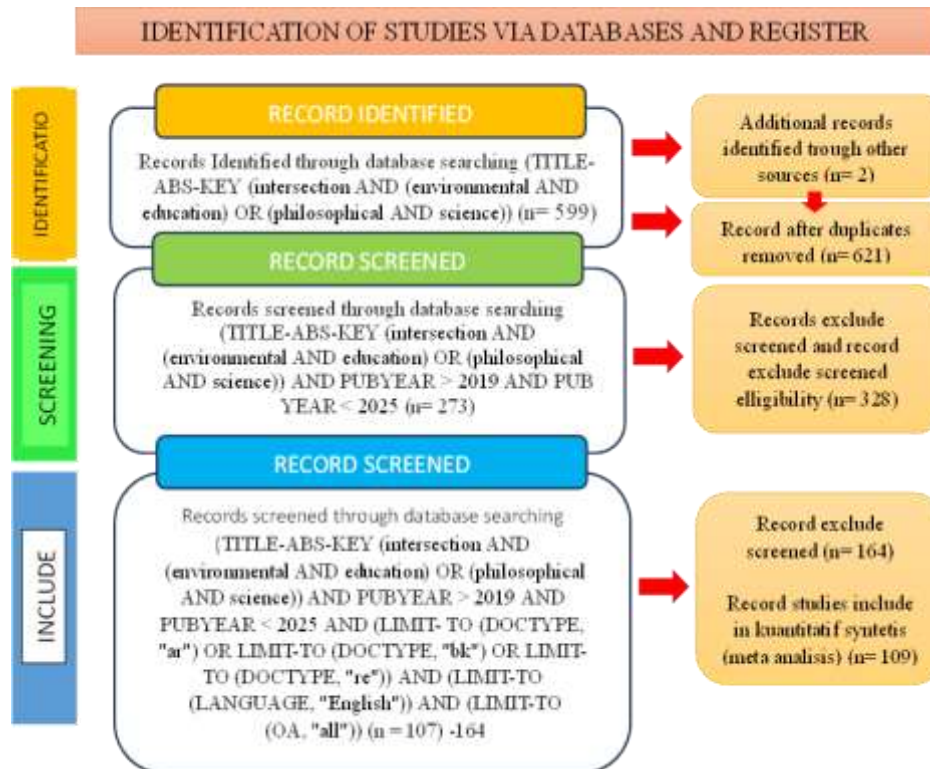 IDENTIFICATION OF STUDIES VIA DATABASES AND REGISTER
IDENTIFICATIO
RECORD IDENTIFIED
Records Identified through database searching (TITLE-
ABS-KEY (intersection AND (environmental AND
education) OR (philosophical AND science)) (n= 599)
Additional records
identified trough other
sources (n= 2)
Record after duplicates
removed (n= 621)
SCREENING
RECORD SCREENED
Records screened through database searching
(TITLE-ABS-KEY (intersection AND
(environmental AND education) OR (philosophical
AND science)) AND PUBYEAR > 2019 AND PUB
YEAR < 2025 (n= 273)
Records exclude
screened and record
exclude screened
elligibility (n= 328)
INCLUDE
RECORD SCREENED
Records screened through database searching
(TITLE-ABS-KEY (intersection AND
(environmental AND education) OR (philosophical
AND science)) AND PUBYEAR > 2019 AND
PUBYEAR < 2025 AND (LIMIT- TO (DOCTYPE,
"ar") OR LIMIT-TO (DOCTYPE, "bk") OR LIMIT-
TO (DOCTYPE, "re")) AND (LIMIT-TO
(LANGUAGE, "English")) AND (LIMIT-TO
(OA, "all")) (n = 107) -164
Record exclude
screened (n= 164)
Record studies include
in kuantitatif syntetis
(meta analisis) (n= 109)